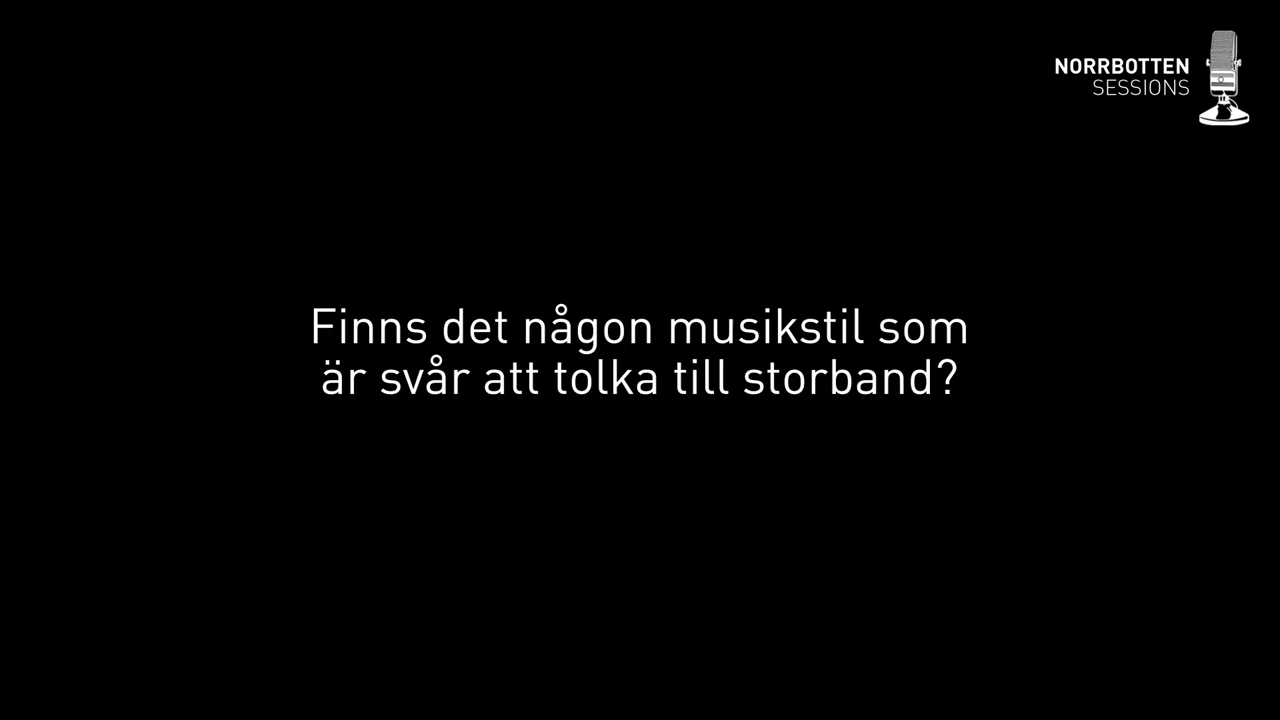 NORRBOTTEN
SESSIONS
Finns det någon musikstil som
är svår att tolka till storband?